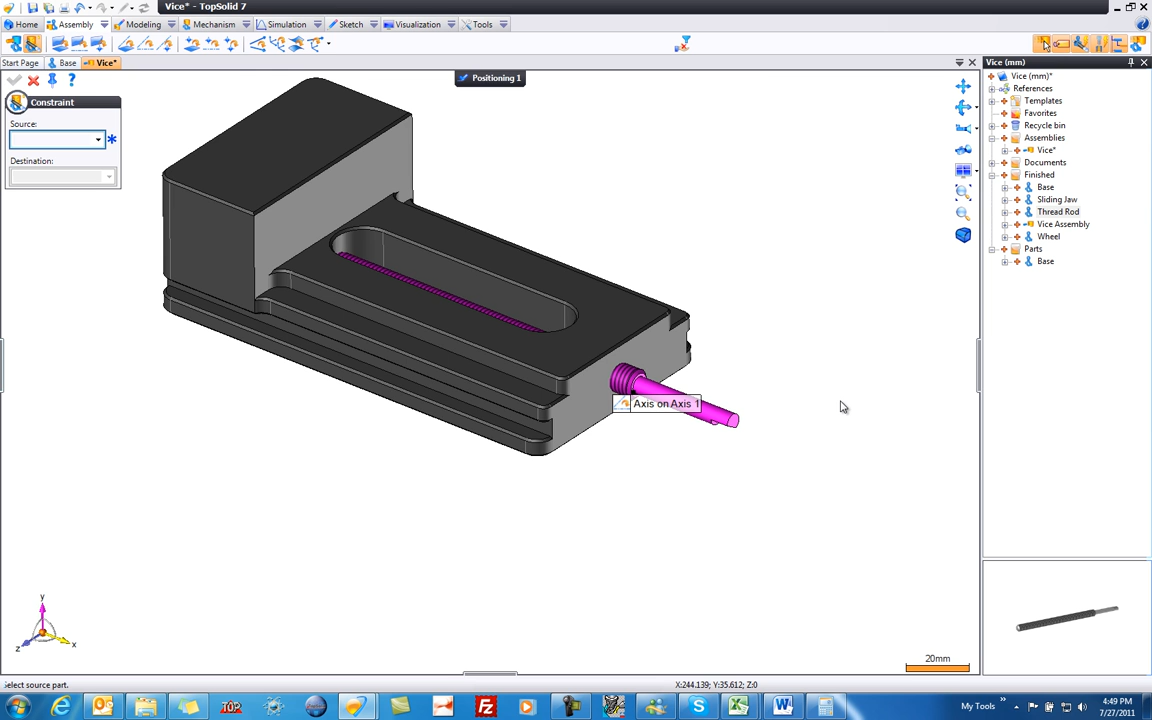 Vice* - TopSolid 7
Home Assembly Modeling Mechanism Simulation Sketch Visualization Tools
Start Page Base Vice*
Vice (mm)
Constraint
Source:
Destination:
Positioning 1
Axis on Axis 1
Vice (mm)*
References
Templates
Favorites
Recycle bin
Assemblies
Vice*
Documents
Finished
Base
Sliding Jaw
Thread Rod
Vice Assembly
Wheel
Parts
Base
y
z
x
20mm
Select source part.
X:244.139; Y:35.612; Z:0
TOP
My Tools
4:49 PM
7/27/2011